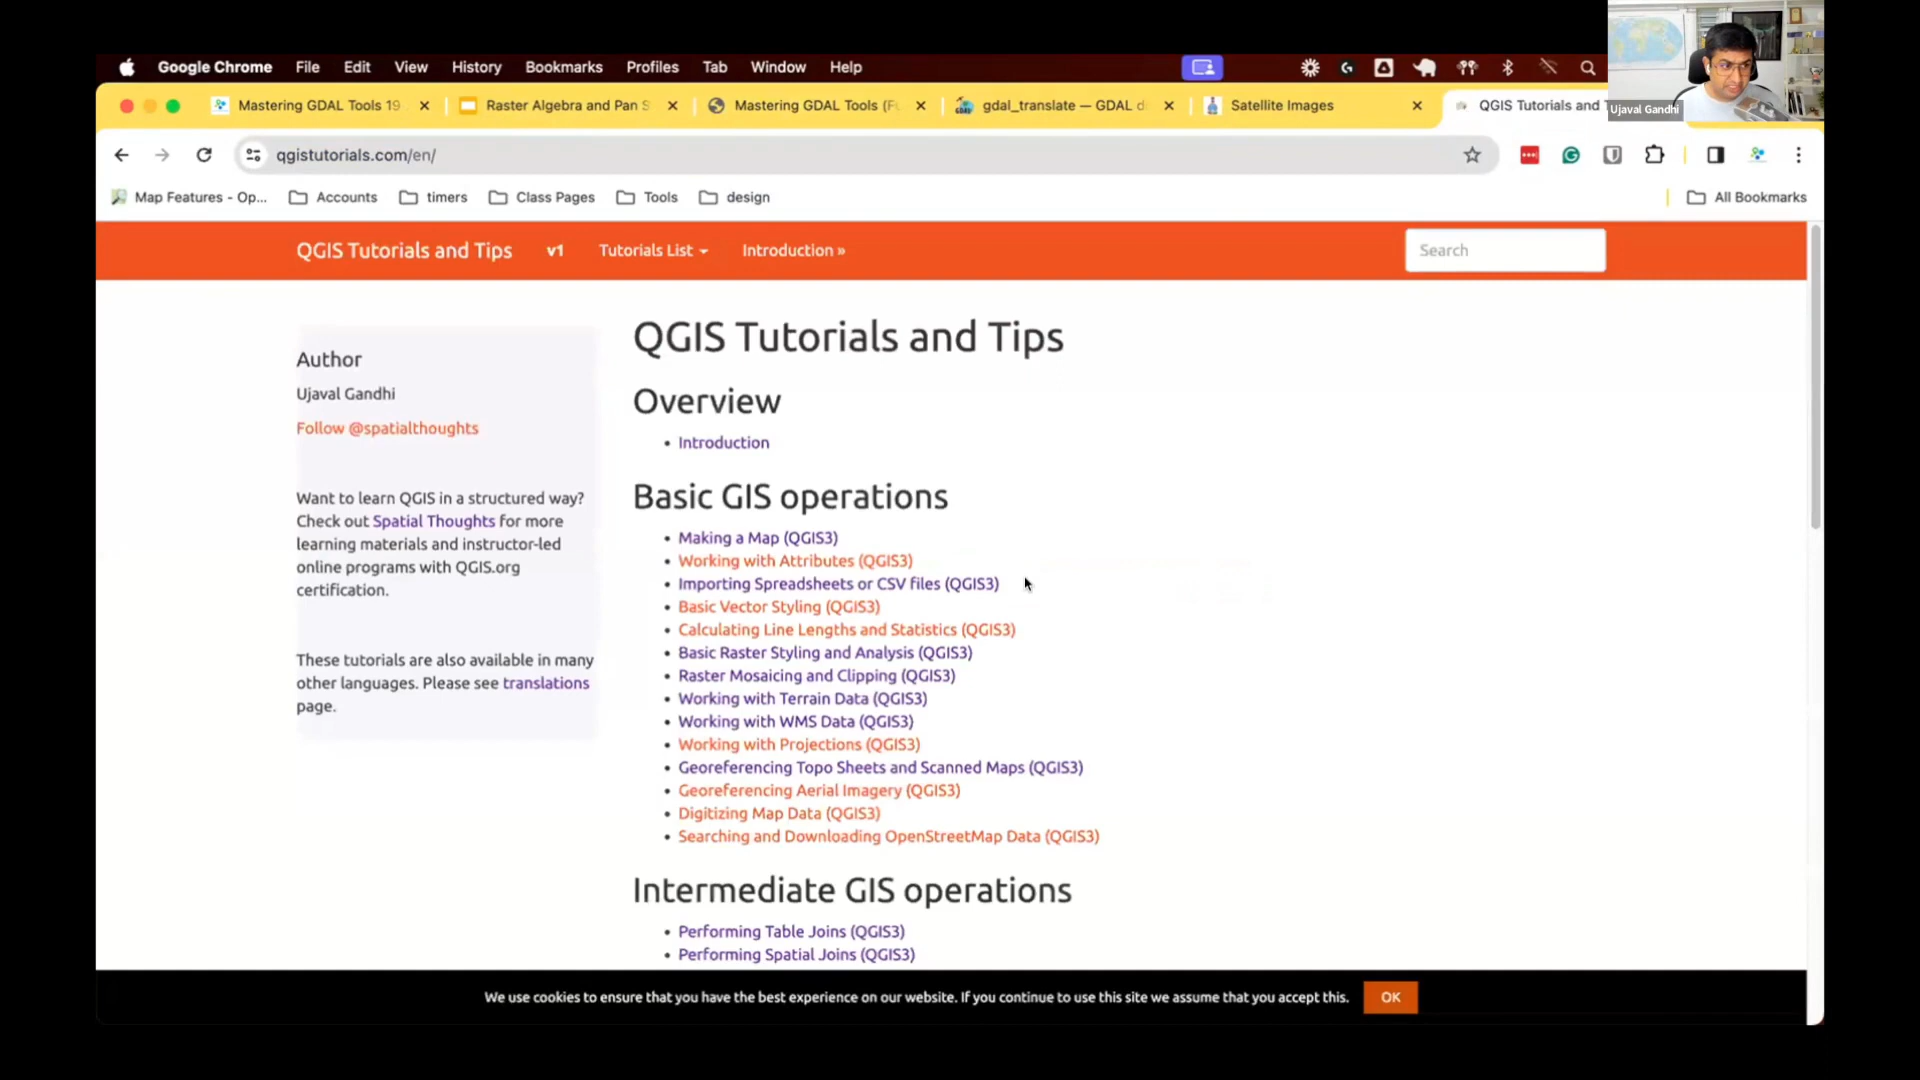 Google Chrome File Edit View History Bookmarks Profiles Tab Window Help
Mastering GDAL Tools 19
Raster Algebra and Pan S
Mastering GDAL Tools (Fu
gdal_translate — GDAL d
Satellite Images
QGIS Tutorials and T
Ujaval Gandhi
qgistutorials.com/en/
Map Features - Op... Accounts timers Class Pages Tools design All Bookmarks
QGIS Tutorials and Tips v1 Tutorials List Introduction » Search
Author
Ujaval Gandhi
Follow @spatialthoughts
Want to learn QGIS in a structured way?
Check out Spatial Thoughts for more
learning materials and instructor-led
online programs with QGIS.org
certification.
These tutorials are also available in many
other languages. Please see translations
page.
QGIS Tutorials and Tips
Overview
• Introduction
Basic GIS operations
• Making a Map (QGIS3)
• Working with Attributes (QGIS3)
• Importing Spreadsheets or CSV files (QGIS3)
• Basic Vector Styling (QGIS3)
• Calculating Line Lengths and Statistics (QGIS3)
• Basic Raster Styling and Analysis (QGIS3)
• Raster Mosaicing and Clipping (QGIS3)
• Working with Terrain Data (QGIS3)
• Working with WMS Data (QGIS3)
• Working with Projections (QGIS3)
• Georeferencing Topo Sheets and Scanned Maps (QGIS3)
• Georeferencing Aerial Imagery (QGIS3)
• Digitizing Map Data (QGIS3)
• Searching and Downloading OpenStreetMap Data (QGIS3)
Intermediate GIS operations
• Performing Table Joins (QGIS3)
• Performing Spatial Joins (QGIS3)
We use cookies to ensure that you have the best experience on our website. If you continue to use this site we assume that you accept this. OK